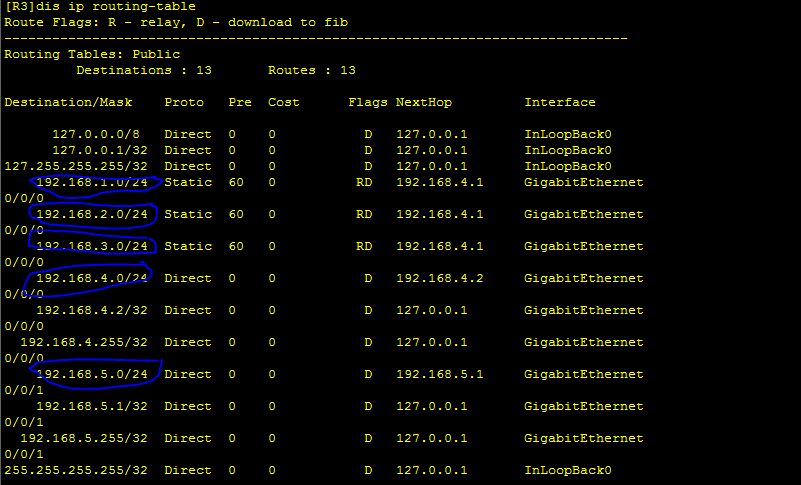 [R3]dis ip routing-table
Route Flags: R - relay, D - download to fib
------------------------------------------------------------------------------
Routing Tables: Public
         Destinations : 13       Routes : 13
Destination/Mask    Proto   Pre  Cost      Flags NextHop         Interface
      127.0.0.0/8   Direct  0    0           D   127.0.0.1       InLoopBack0
      127.0.0.1/32  Direct  0    0           D   127.0.0.1       InLoopBack0
127.255.255.255/32  Direct  0    0           D   127.0.0.1       InLoopBack0
    192.168.1.0/24  Static  60   0          RD   192.168.4.1     GigabitEthernet
0/0/0
    192.168.2.0/24  Static  60   0          RD   192.168.4.1     GigabitEthernet
0/0/0
    192.168.3.0/24  Static  60   0          RD   192.168.4.1     GigabitEthernet
0/0/0
    192.168.4.0/24  Direct  0    0           D   192.168.4.2     GigabitEthernet
0/0/0
    192.168.4.2/32  Direct  0    0           D   127.0.0.1       GigabitEthernet
0/0/0
  192.168.4.255/32  Direct  0    0           D   127.0.0.1       GigabitEthernet
0/0/0
    192.168.5.0/24  Direct  0    0           D   192.168.5.1     GigabitEthernet
0/0/1
    192.168.5.1/32  Direct  0    0           D   127.0.0.1       GigabitEthernet
0/0/1
  192.168.5.255/32  Direct  0    0           D   127.0.0.1       GigabitEthernet
0/0/1
255.255.255.255/32  Direct  0    0           D   127.0.0.1       InLoopBack0